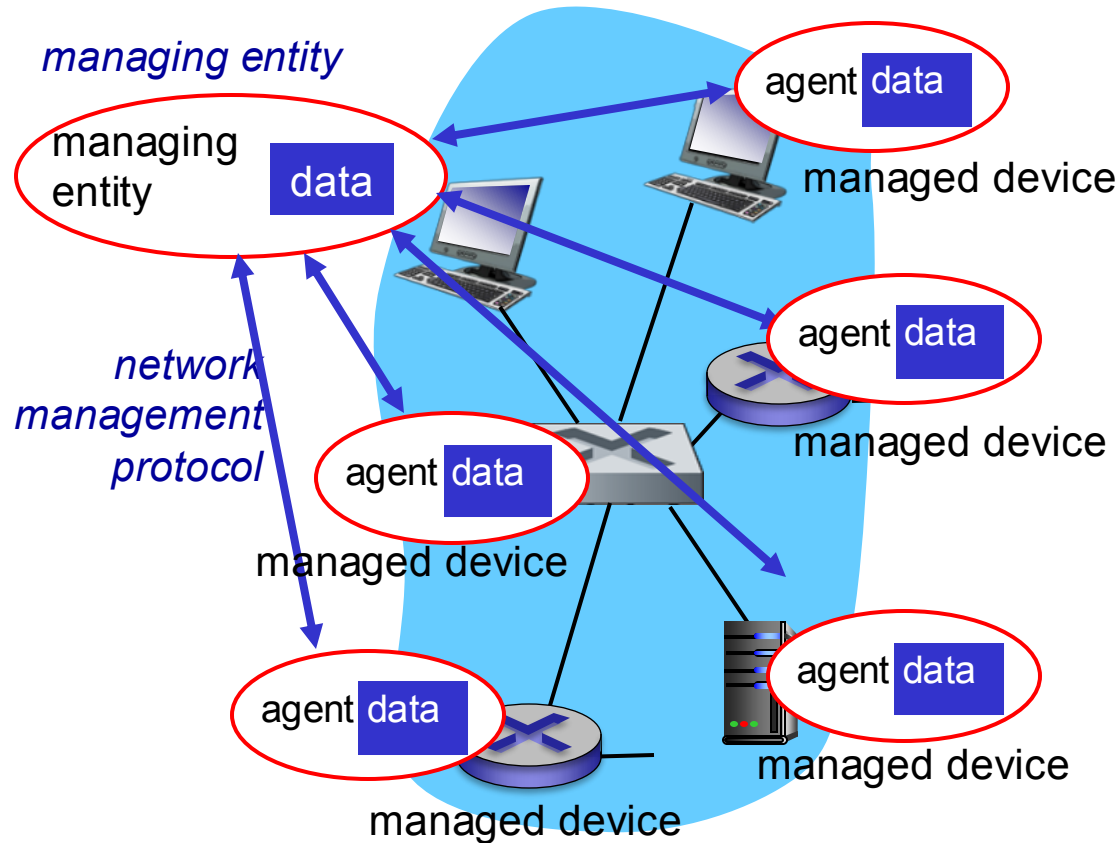 managing entity
managing
entity
data
agent data
managed device
agent data
managed device
network
management
protocol
agent data
managed device
agent data
managed device
agent data
managed device